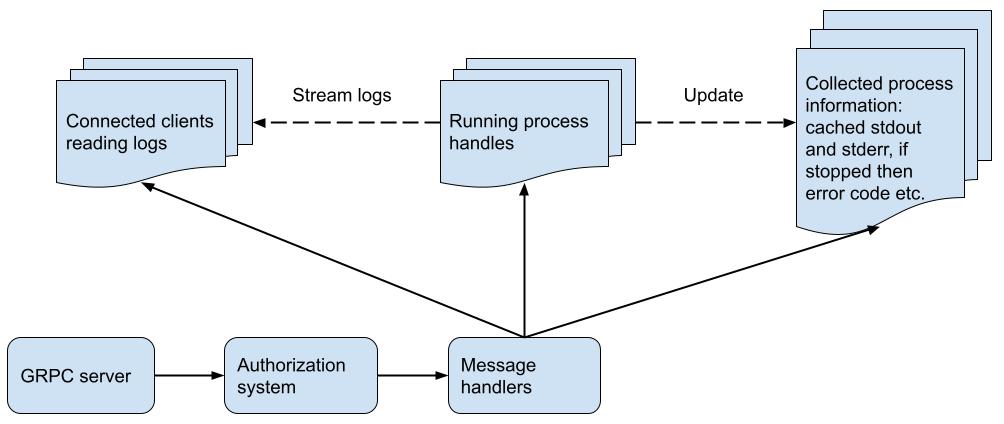 Stream logs
Update
Connected clients
reading logs
Running process
handles
Collected process
information:
cached stdout
and stderr, if
stopped then
error code etc.
GRPC server
Authorization
system
Message
handlers